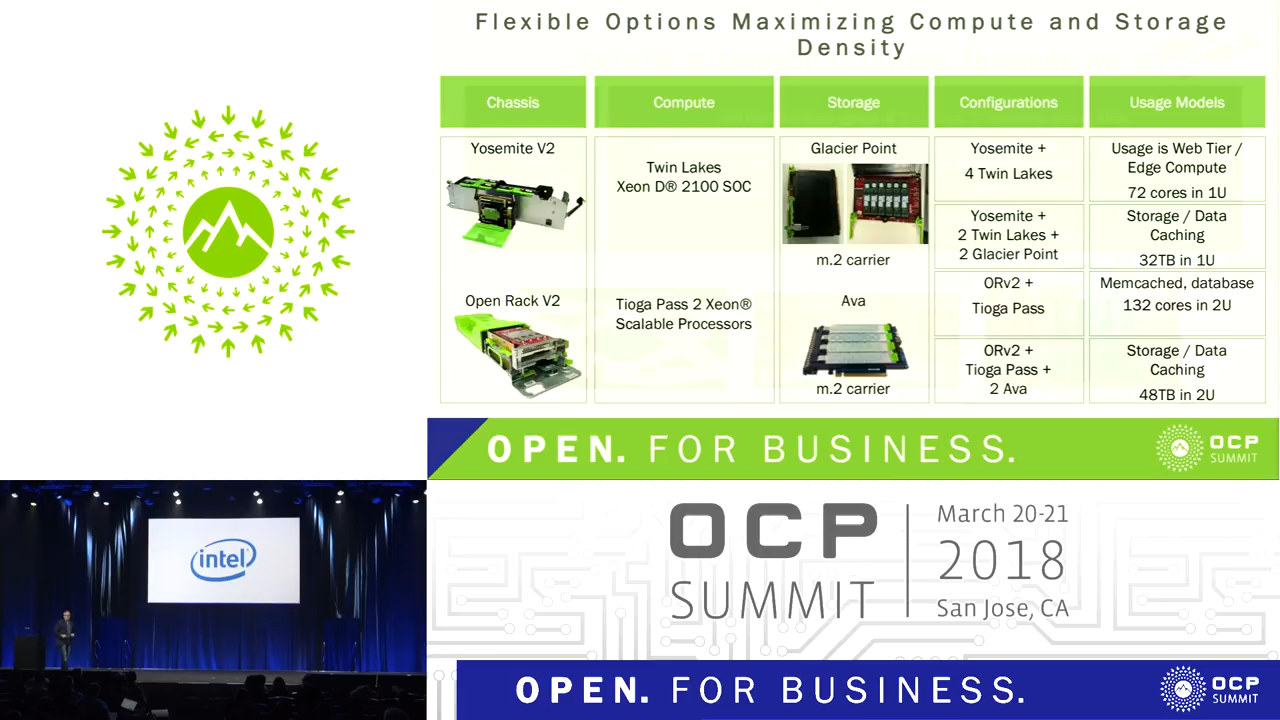 Flexible Options Maximizing Compute and Storage
Density
Chassis
Compute
Storage
Configurations
Usage Models
Yosemite V2
Twin Lakes
Xeon D® 2100 SOC
Glacier Point
m.2 carrier
Yosemite +
4 Twin Lakes
Usage is Web Tier /
Edge Compute
72 cores in 1U
Yosemite +
2 Twin Lakes +
2 Glacier Point
Storage / Data
Caching
32TB in 1U
Open Rack V2
Tioga Pass 2 Xeon®
Scalable Processors
Ava
m.2 carrier
ORv2 +
Tioga Pass
Memcached, database
132 cores in 2U
ORv2 +
Tioga Pass +
2 Ava
Storage / Data
Caching
48TB in 2U
OPEN. FOR BUSINESS.
OCP
SUMMIT
intel
OCP
SUMMIT
March 20-21
2018
San Jose, CA
OPEN. FOR BUSINESS.
OCP
SUMMIT